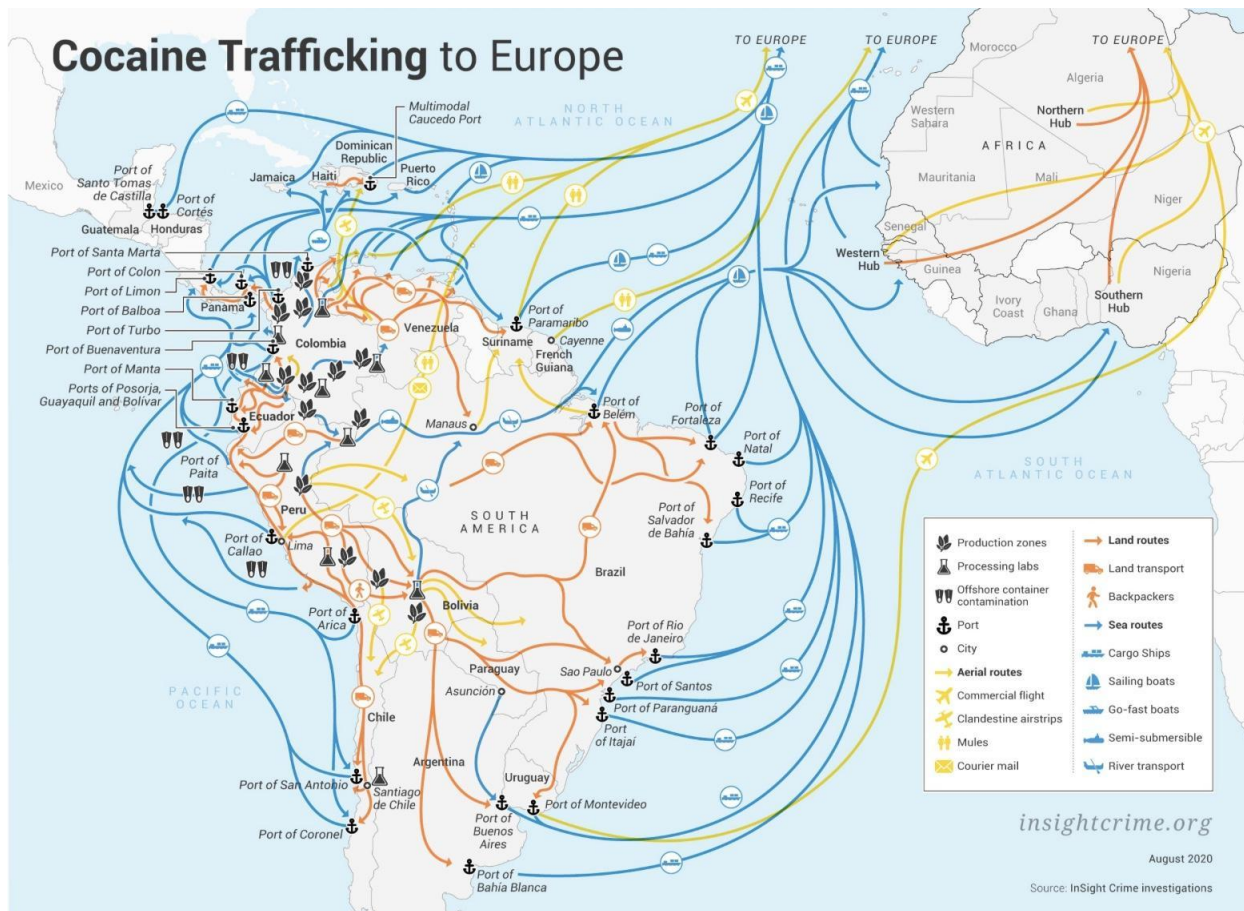 Cocaine Trafficking to Europe
TO EUROPE
TO EUROPE
TO EUROPE
Morocco
Algeria
Western
Sahara
Northern
Hub
AFRICA
Mauritania
Mali
Niger
Senegal
Western
Hub
Guinea
Nigeria
Ivory
Coast
Ghana
Southern
Hub
NORTH
ATLANTIC OCEAN
Multimodal
Caucedo Port
Dominican
Republic
Jamaica
Haiti
Puerto
Rico
Mexico
Port of
Santo Tomas
de Castilla
Port of
Cortés
Guatemala
Honduras
Port of Santa Marta
Port of Colon
Port of Limon
Port of Balboa
Panama
Port of Turbo
Port of Buenaventura
Port of Manta
Ports of Posorja,
Guayaquil and Bolivar
Colombia
Venezuela
Port of
Paramaribo
Suriname
Cayenne
French
Guiana
Ecuador
Manaus
Port of
Belém
Port of
Fortaleza
Port of
Natal
Port of
Recife
Port of
Salvador
de Bahía
Port of
Paita
Peru
SOUTH
AMERICA
Port of
Callao
Lima
Brazil
Bolivia
Port of
Arica
Port of Rio
de Janeiro
Sao Paulo
Port of Santos
Port of Paranguaná
Port
of Itajaí
Paraguay
Asunción
PACIFIC
OCEAN
Chile
Argentina
Uruguay
Port of San Antonio
Santiago
de Chile
Port of Coronel
Port of
Buenos
Aires
Port of Montevideo
Port of
Bahía Blanca
SOUTH
ATLANTIC OCEAN
Production zones
Processing labs
Offshore container
contamination
Port
City
Aerial routes
Commercial flight
Clandestine airstrips
Mules
Courier mail
Land routes
Land transport
Backpackers
Sea routes
Cargo Ships
Sailing boats
Go-fast boats
Semi-submersible
River transport
insightcrime.org
August 2020
Source: InSight Crime investigations